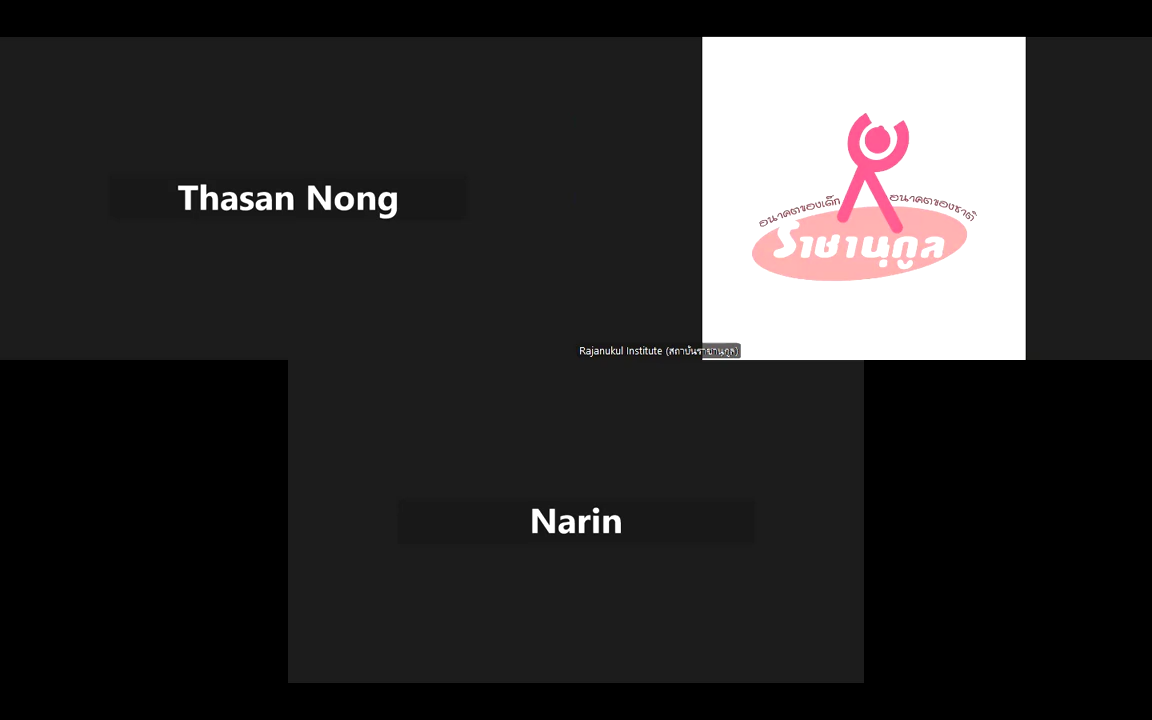 Thasan Nong
อนาคตของเด็ก อนาคตของชาติ
ราชานุกูล
Rajanukul Institute (สถาบันราชานุกูล)
Narin